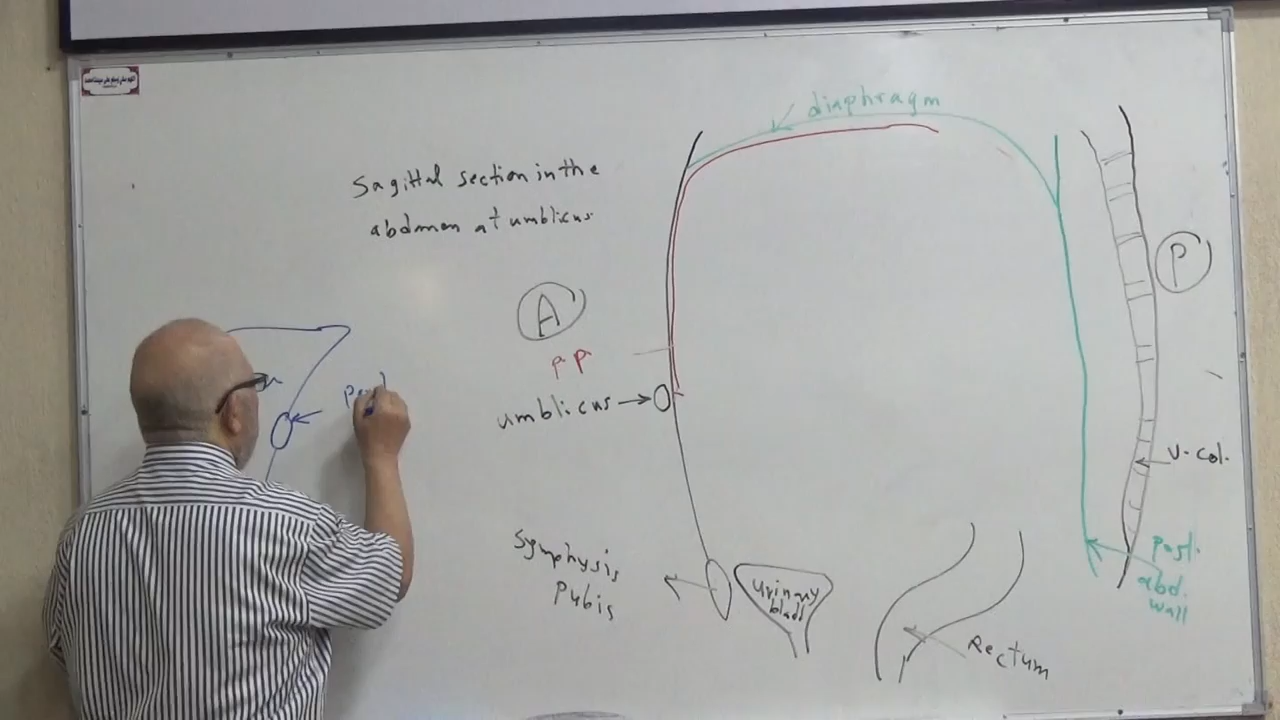 diaphragm
Sagittal section in the
abdomen at umblicus
P
A
PP
umblicus
V. Col.
Symphysis
Pubis
Urinary
bladd
post.
abd.
wall
Rectum